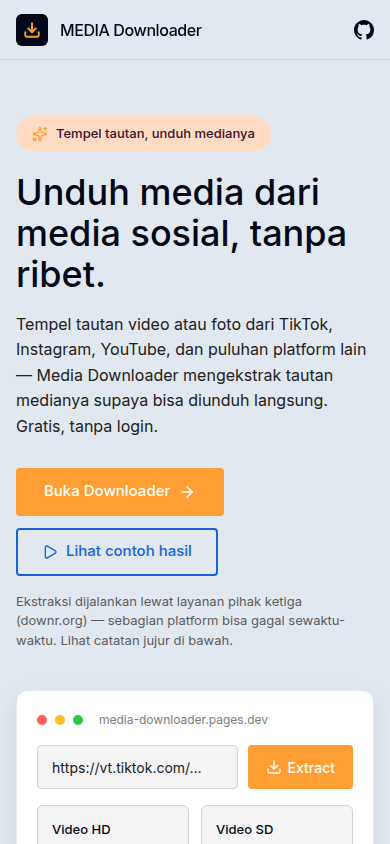 MEDIA Downloader
Tempel tautan, unduh medianya
Unduh media dari
media sosial, tanpa
ribet.
Tempel tautan video atau foto dari TikTok,
Instagram, YouTube, dan puluhan platform lain
— Media Downloader mengekstrak tautan
medianya supaya bisa diunduh langsung.
Gratis, tanpa login.
Buka Downloader
Lihat contoh hasil
Ekstraksi dijalankan lewat layanan pihak ketiga
(downr.org) — sebagian platform bisa gagal sewaktu-
waktu. Lihat catatan jujur di bawah.
media-downloader.pages.dev
https://vt.tiktok.com/...
Extract
Video HD
Video SD